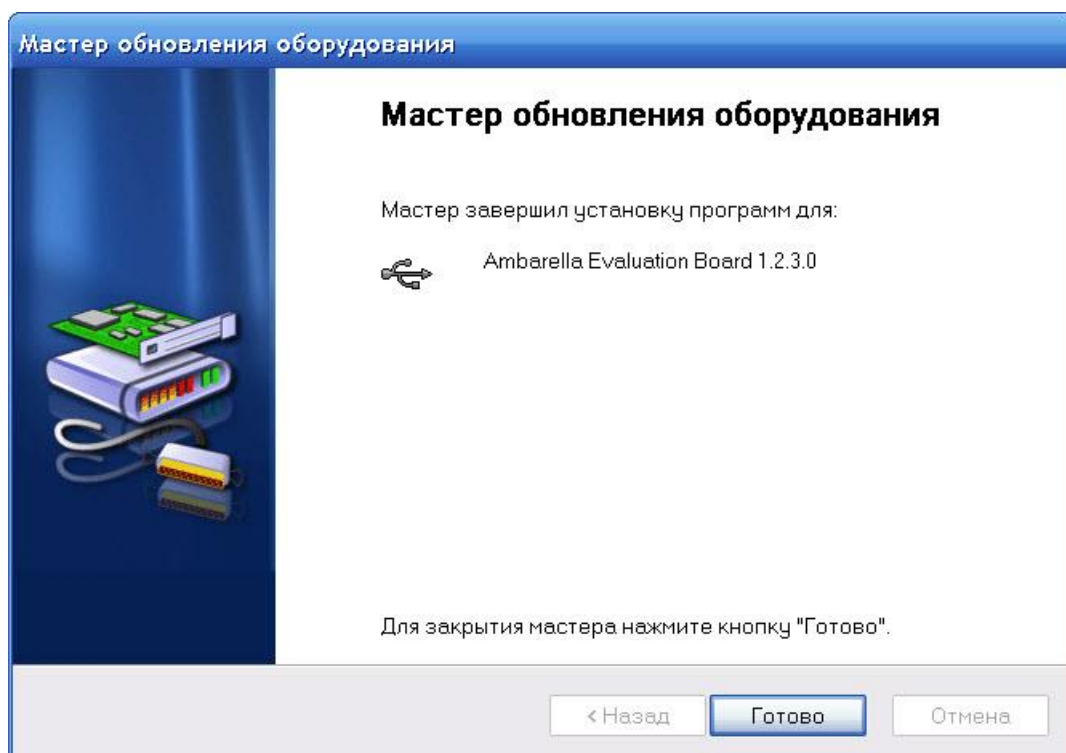 Мастер обновления оборудования
Мастер обновления оборудования
Мастер завершил установку программ для:
Ambarella Evaluation Board 1.2.3.0
Для закрытия мастера нажмите кнопку "Готово".
< Назад
Готово
Отмена